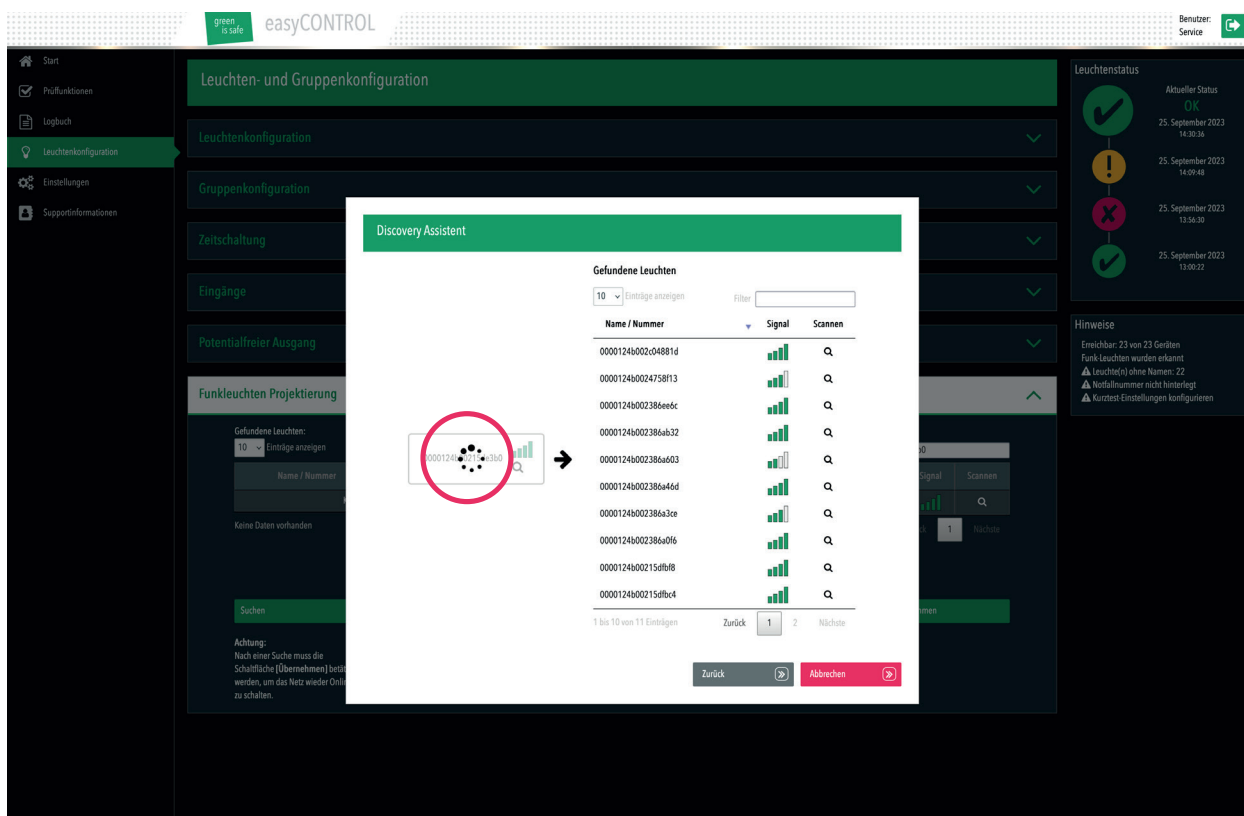 green
is safe
easyCONTROL
Benutzer:
Service
Start
Prüffunktionen
Logbuch
Leuchtenkonfiguration
Einstellungen
Supportinformationen
Leuchten- und Gruppenkonfiguration
Leuchtenkonfiguration
Gruppenkonfiguration
Zeitschaltung
Eingänge
Potentialfreier Ausgang
Funkleuchten Projektierung
Gefundene Leuchten:
10 Einträge anzeigen
Name / Nummer
Keine Daten vorhanden
Suchen
Achtung:
Nach einer Suche muss die
Schaltfläche [Übernehmen] betät
werden, um das Netz wieder Onlin
zu schalten.
Discovery Assistent
Gefundene Leuchten
10 Einträge anzeigen
Filter
Name / Nummer Signal Scannen
0000124b002c04881d
0000124b0024758f13
0000124b002386ee6c
0000124b002386ab32
0000124b002386a603
0000124b002386a46d
0000124b002386a3ce
0000124b002386a0f6
0000124b00215dfbf8
0000124b00215dfbc4
1 bis 10 von 11 Einträgen
Zurück 1 2 Nächste
Zurück
Abbrechen
Signal Scannen
1 Nächste
Leuchtenstatus
Aktueller Status
OK
25. September 2023
14:30:36
25. September 2023
14:09:48
25. September 2023
13:56:30
25. September 2023
13:00:22
Hinweise
Erreichbar: 23 von 23 Geräten
Funk-Leuchten wurden erkannt
Leuchte(n) ohne Namen: 22
Notfallnummer nicht hinterlegt
Kurztest-Einstellungen konfigurieren